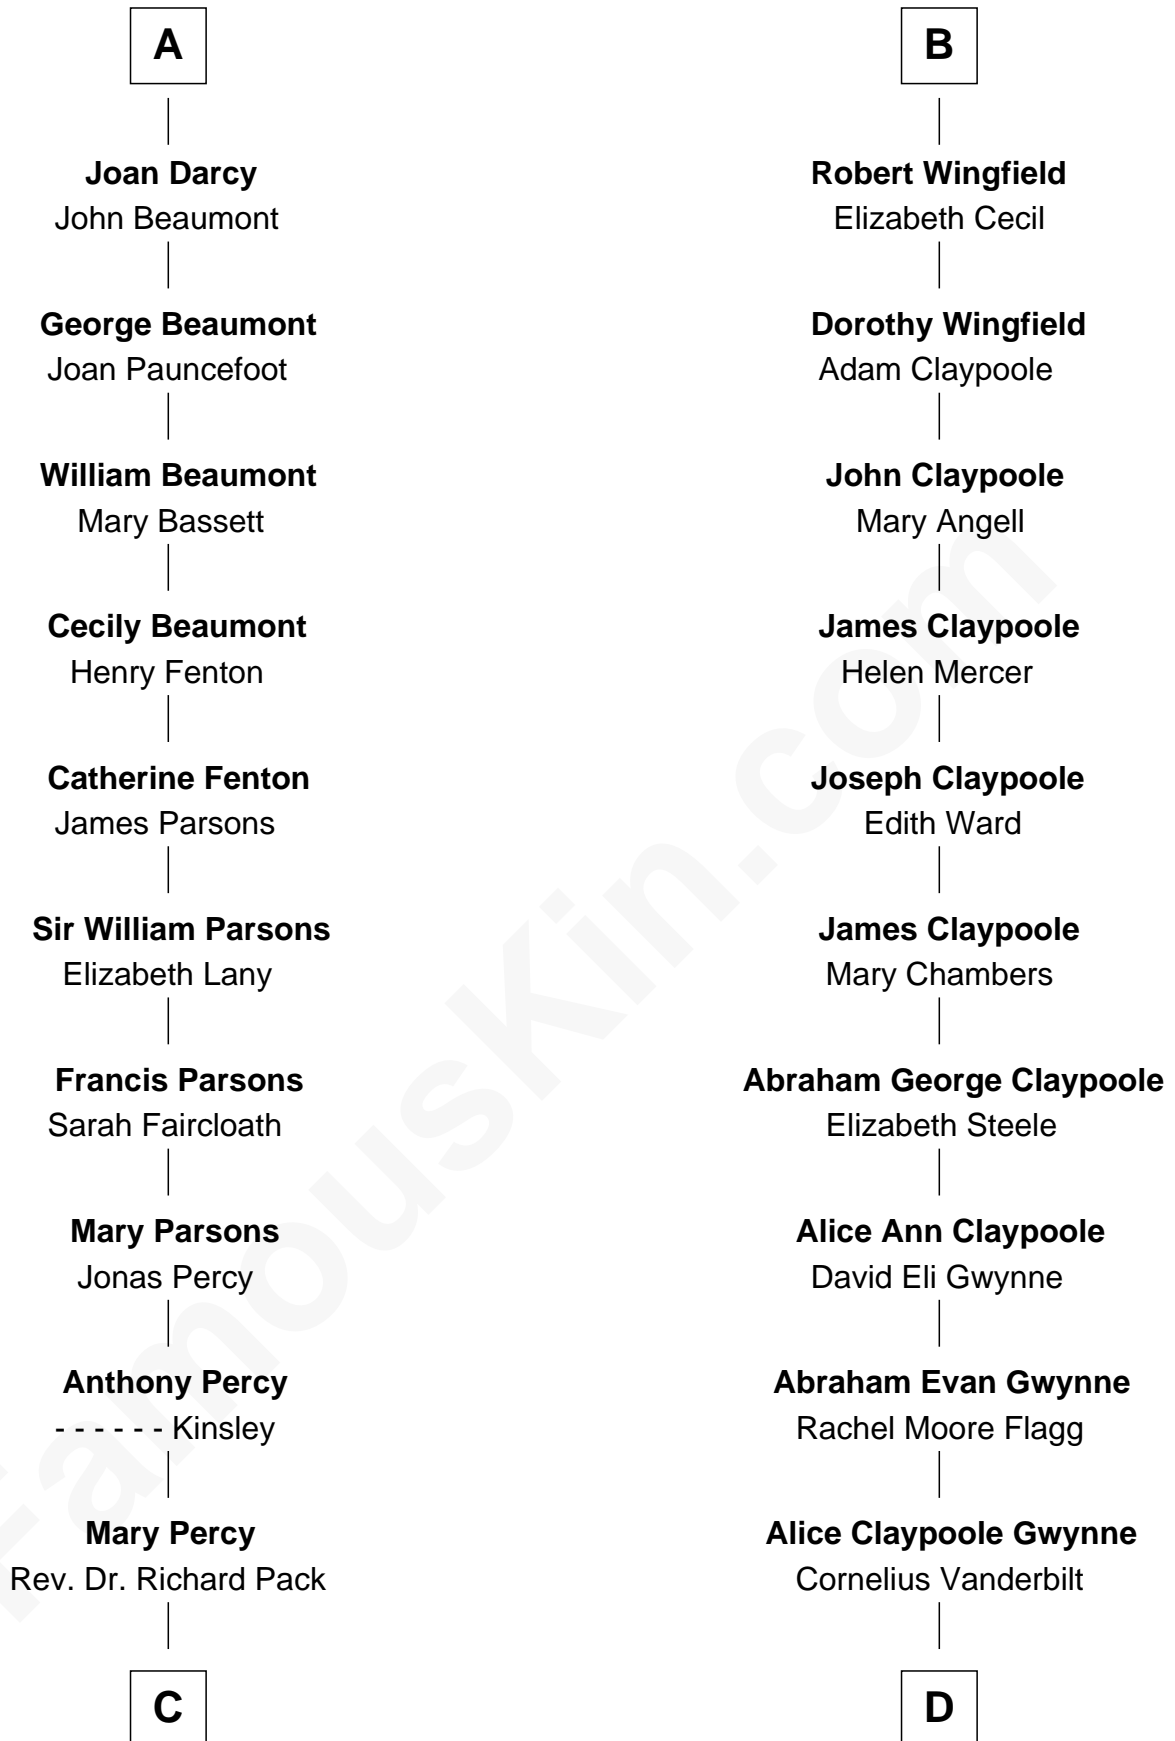 A
Joan Darcy
John Beaumont
George Beaumont
Joan Pauncefoot
William Beaumont
Mary Bassett
Cecily Beaumont
Henry Fenton
Catherine Fenton
James Parsons
Sir William Parsons
Elizabeth Lany
Francis Parsons
Sarah Faircloath
Mary Parsons
Jonas Percy
Anthony Percy
- - - - - - Kinsley
Mary Percy
Rev. Dr. Richard Pack
C
B
Robert Wingfield
Elizabeth Cecil
Dorothy Wingfield
Adam Claypoole
John Claypoole
Mary Angell
James Claypoole
Helen Mercer
Joseph Claypoole
Edith Ward
James Claypoole
Mary Chambers
Abraham George Claypoole
Elizabeth Steele
Alice Ann Claypoole
David Eli Gwynne
Abraham Evan Gwynne
Rachel Moore Flagg
Alice Claypoole Gwynne
Cornelius Vanderbilt
D
FamousKin.com